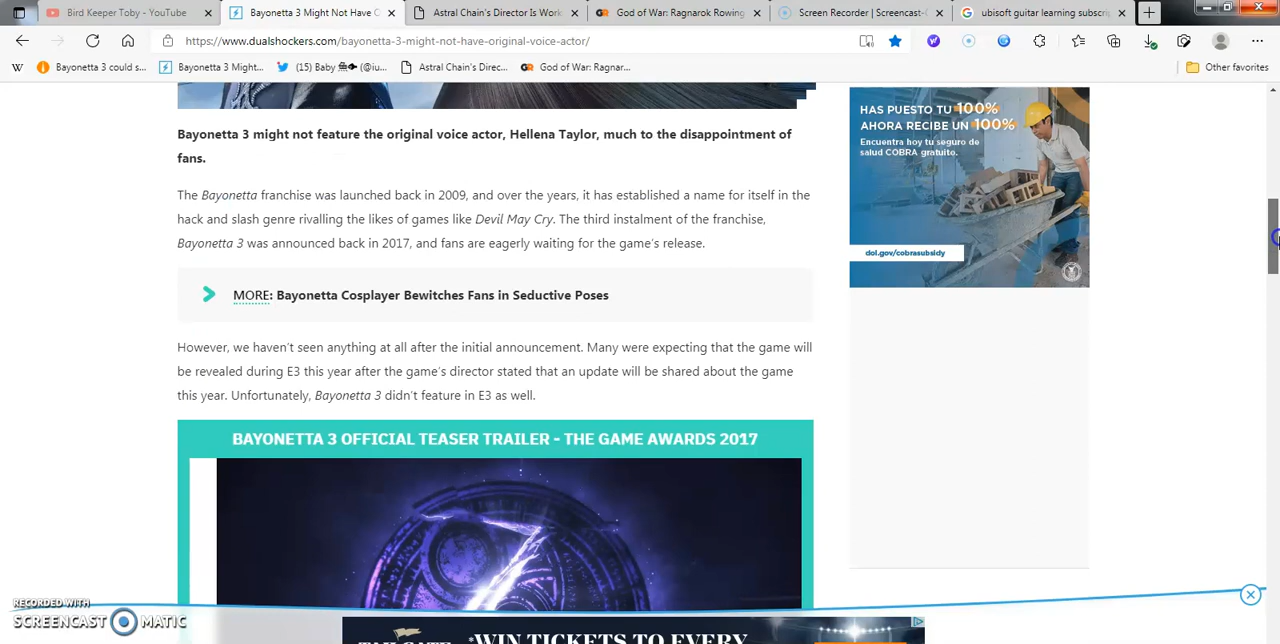 Bird Keeper Toby - YouTube
Bayonetta 3 Might Not Have O
Astral Chain's Director Is Work
God of War: Ragnarok Rowing
Screen Recorder | Screencast-O
ubisoft guitar learning subscrip
https://www.dualshockers.com/bayonetta-3-might-not-have-original-voice-actor/
W
Bayonetta 3 could s...
Bayonetta 3 Might...
(15) Baby
(@iu...
Astral Chain's Direc...
God of War: Ragnar...
Other favorites
Bayonetta 3 might not feature the original voice actor, Hellena Taylor, much to the disappointment of
fans.
The Bayonetta franchise was launched back in 2009, and over the years, it has established a name for itself in the
hack and slash genre rivalling the likes of games like Devil May Cry. The third instalment of the franchise,
Bayonetta 3 was announced back in 2017, and fans are eagerly waiting for the game's release.
MORE: Bayonetta Cosplayer Bewitches Fans in Seductive Poses
However, we haven't seen anything at all after the initial announcement. Many were expecting that the game will
be revealed during E3 this year after the game's director stated that an update will be shared about the game
this year. Unfortunately, Bayonetta 3 didn't feature in E3 as well.
BAYONETTA 3 OFFICIAL TEASER TRAILER - THE GAME AWARDS 2017
HAS PUESTO TU 100%
AHORA RECIBE UN 100%
Encuentra hoy tu seguro de
salud COBRA gratuito.
dol.gov/cobrasubsidy
RECORDED WITH
SCREENCAST MATIC
TAILGATE *WIN TICKETS TO EVERY